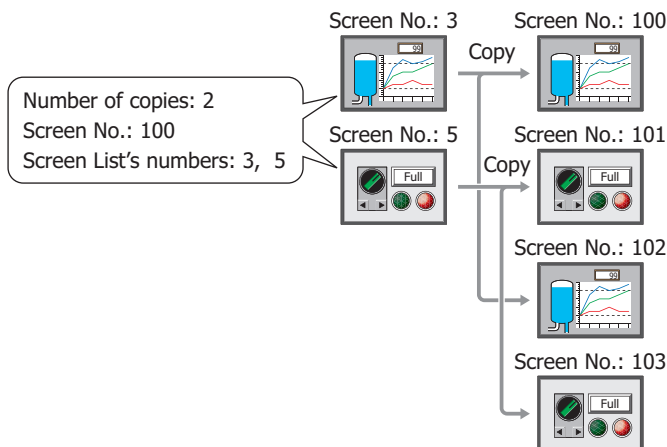 Screen No.: 3
Screen No.: 100
99
99
Copy
Number of copies: 2
Screen No.: 100
Screen List's numbers: 3, 5
Screen No.: 5
Screen No.: 101
Copy
Full
Full
Screen No.: 102
99
Screen No.: 103
Full